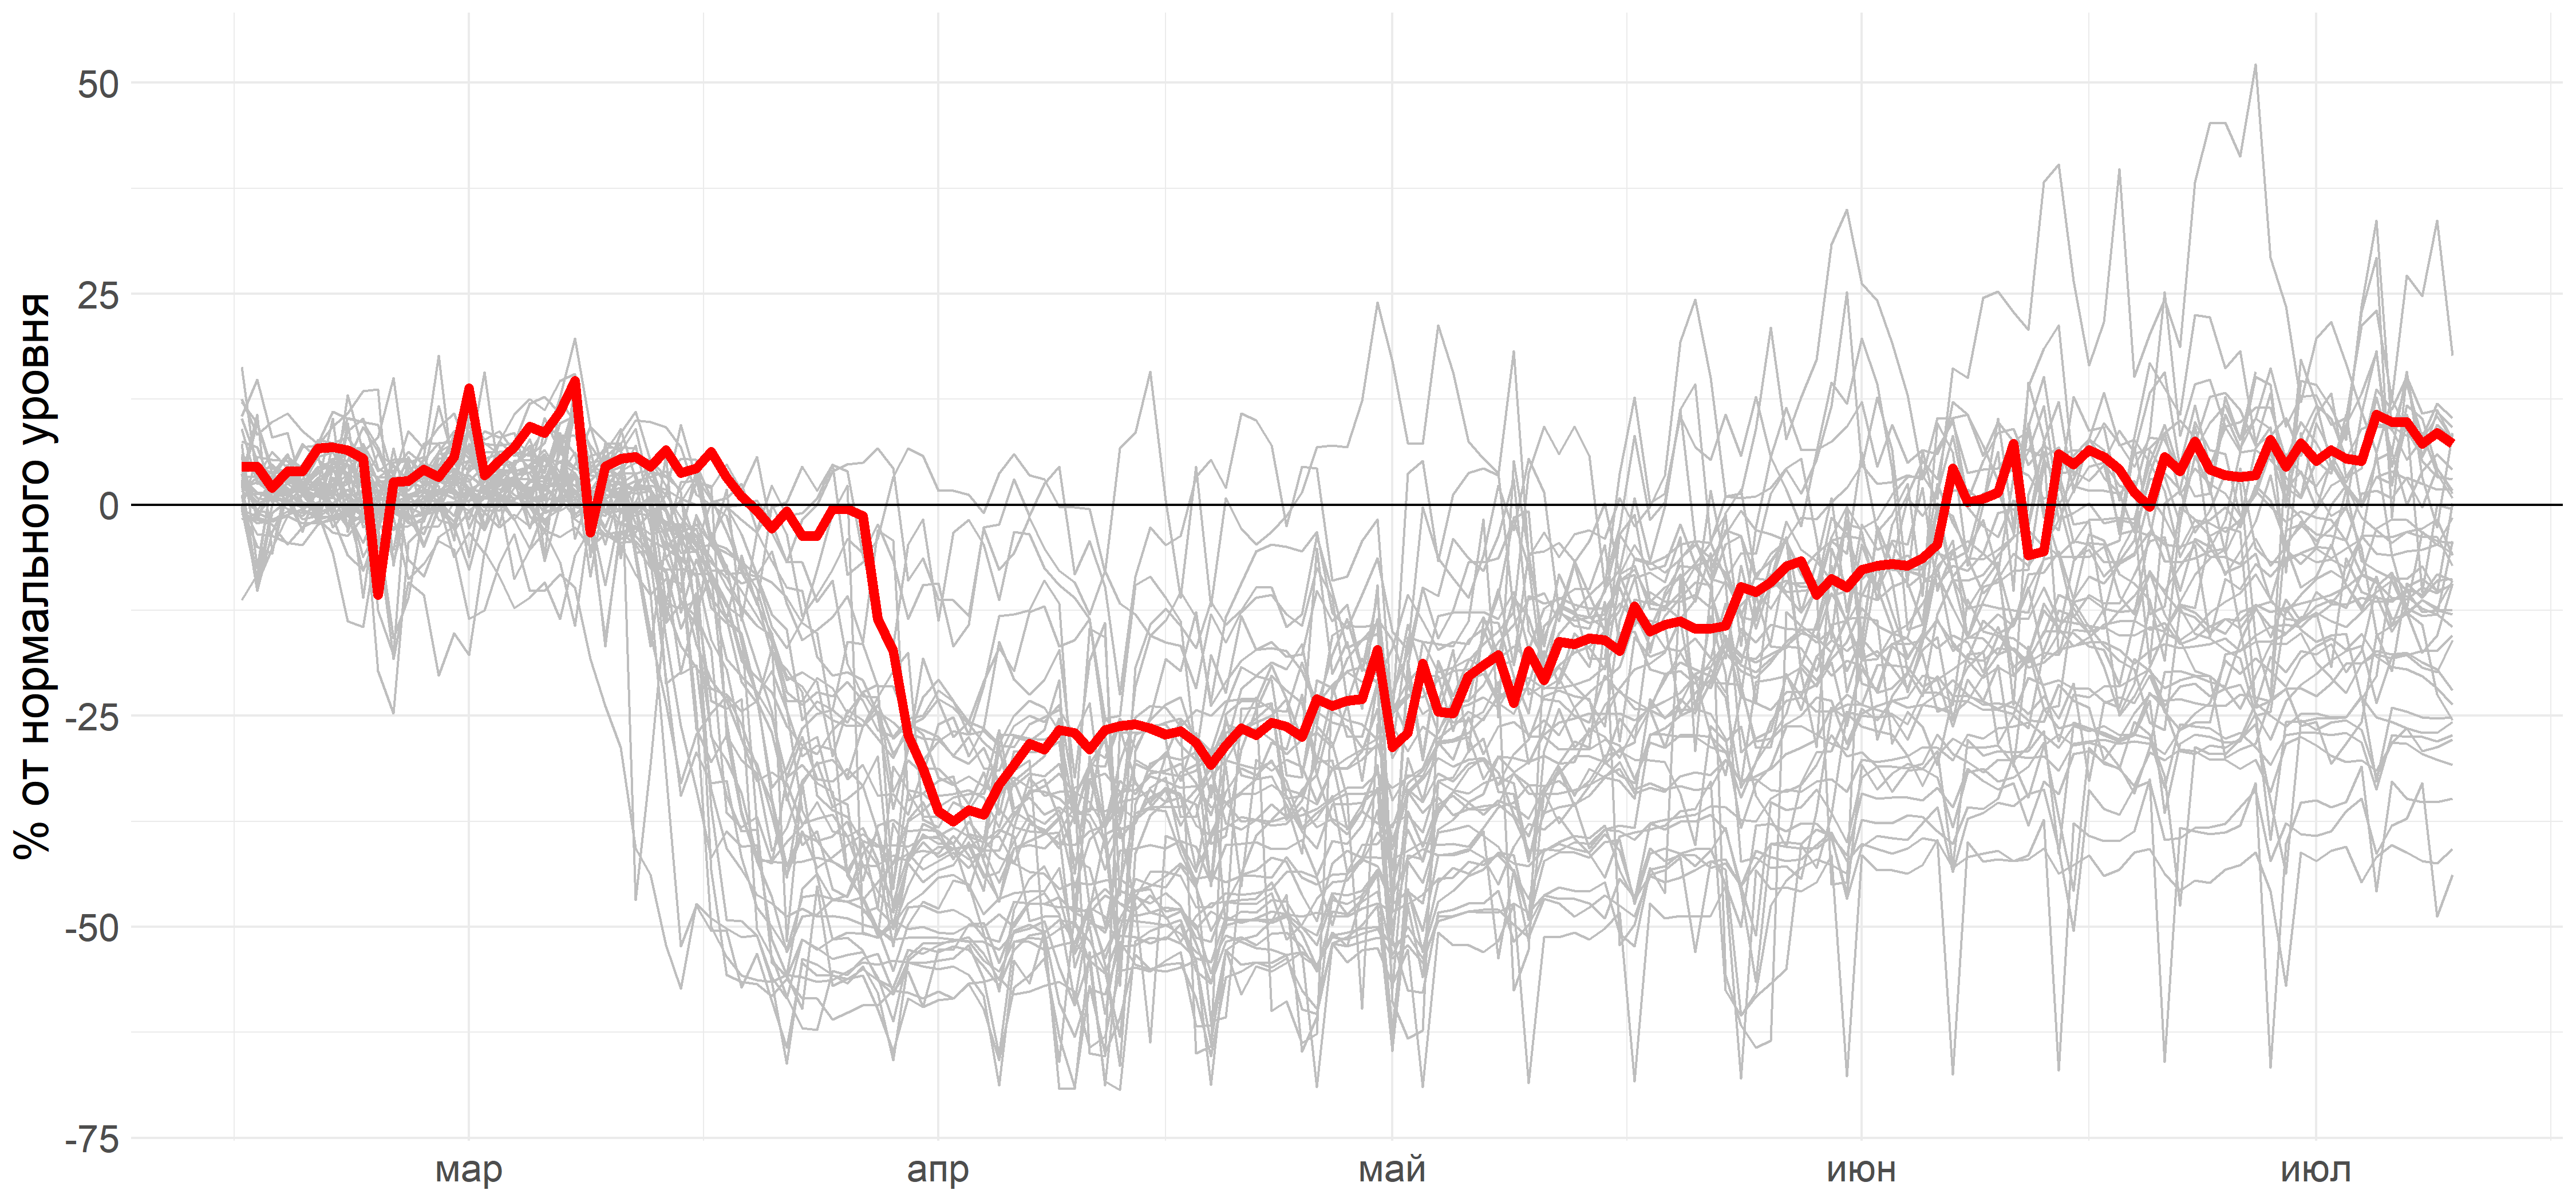 % от нормального уровня
50
25
0
-25
-50
-75
мар
апр
май
июн
июл